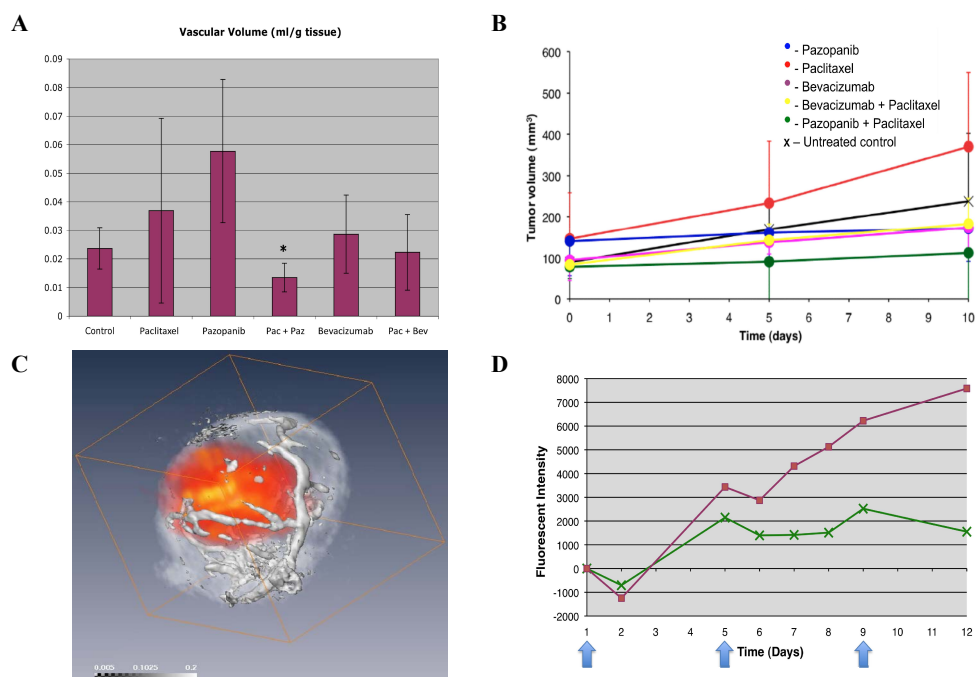 A
Vascular Volume (ml/g tissue)
0.09
0.08
0.07
0.06
0.05
0.04
0.03
0.02
0.01
0
*
Control Paclitaxel Pazopanib Pac + Paz Bevacizumab Pac + Bev
B
600
500
400
300
200
100
0
Tumor volume (mm³)
- Pazopanib
- Paclitaxel
- Bevacizumab
- Bevacizumab + Paclitaxel
- Pazopanib + Paclitaxel
x – Untreated control
0 1 2 3 4 5 6 7 8 9 10
Time (days)
C
0.005 0.1025 0.2
D
8000
7000
6000
5000
4000
3000
2000
1000
0
-1000
-2000
Fluorescent Intensity
1 2 3 4 5 6 7 8 9 10 11 12
Time (Days)